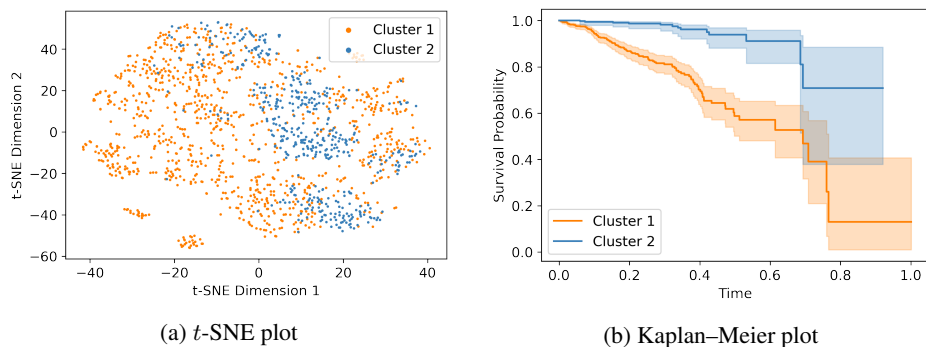 t-SNE Dimension 2
40
20
0
−20
−40
−60
Cluster 1
Cluster 2
−40
−20
0
20
40
t-SNE Dimension 1
(a) t-SNE plot
Survival Probability
1.0
0.8
0.6
0.4
0.2
0.0
Cluster 1
Cluster 2
0.0
0.2
0.4
0.6
0.8
1.0
Time
(b) Kaplan–Meier plot